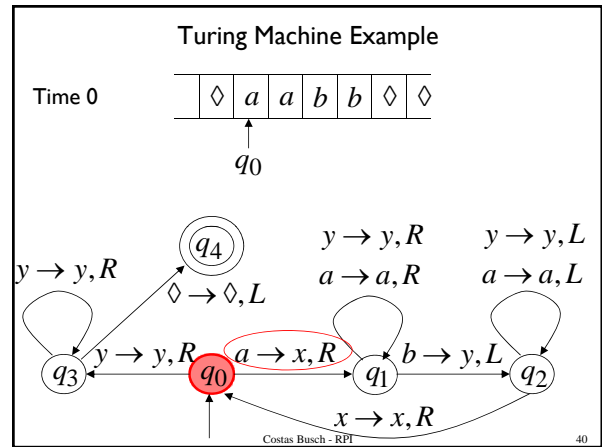 Turing Machine Example
Time 0
◊ a a b b ◊ ◊
q0
q4
y → y, R
y → y, R
a → a, R
y → y, L
a → a, L
◊ → ◊, L
q3
y → y, R
q0
a → x, R
q1
b → y, L
q2
x → x, R
Costas Busch - RPI
40